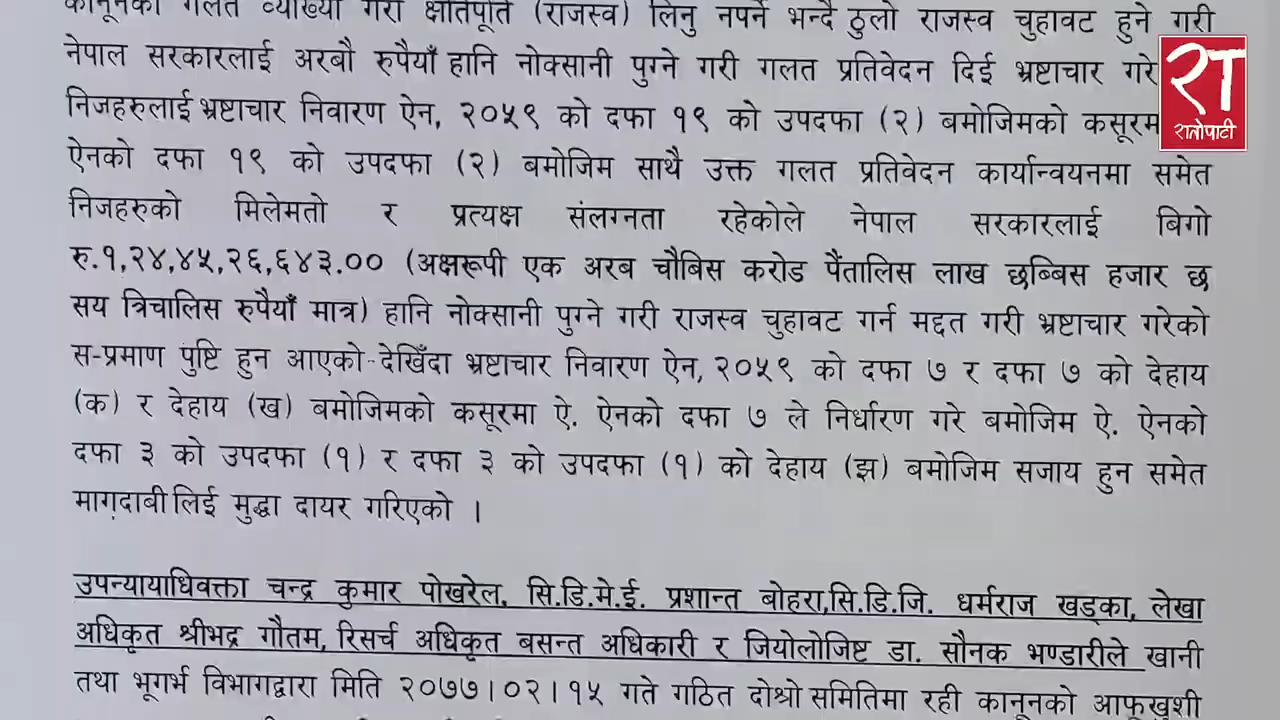 कानूनको गलत व्याख्या गरी क्षतिपूर्ति (राजस्व) लिनु नपर्ने भन्दै ठुलो राजस्व चुहावट हुने गरी
नेपाल सरकारलाई अरबौ रुपैयाँ हानि नोक्सानी पुग्ने गरी गलत प्रतिवेदन दिई भ्रष्टाचार गरे
निजहरुलाई भ्रष्टाचार निवारण ऐन, २०५९ को दफा १९ को उपदफा (२) बमोजिमको कसूरम
ऐनको दफा १९ को उपदफा (२) बमोजिम साथै उक्त गलत प्रतिवेदन कार्यान्वयनमा समेत
निजहरुको मिलेमतो र प्रत्यक्ष संलग्नता रहेकोले नेपाल सरकारलाई बिगो
रु.१,२४,४५,२६,६४३.०० (अक्षरूपी एक अरब चौबिस करोड पैंतालिस लाख छब्बिस हजार छ
सय त्रिचालिस रुपैयाँ मात्र) हानि नोक्सानी पुग्ने गरी राजस्व चुहावट गर्न मद्दत गरी भ्रष्टाचार गरेको
स-प्रमाण पुष्टि हुन आएको देखिँदा भ्रष्टाचार निवारण ऐन, २०५९ को दफा ७ र दफा ७ को देहाय
(क) र देहाय (ख) बमोजिमको कसूरमा ऐ. ऐनको दफा ७ ले निर्धारण गरे बमोजिम ऐ. ऐनको
दफा ३ को उपदफा (१) र दफा ३ को उपदफा (१) को देहाय (झ) बमोजिम सजाय हुन समेत
मागदाबी लिई मुद्धा दायर गरिएको ।
उपन्यायाधिवक्ता चन्द्र कुमार पोखरेल, सि.डि.मे.ई. प्रशान्त बोहरा,सि.डि.जि. धर्मराज खड्का, लेखा
अधिकृत श्रीभद्र गौतम, रिसर्च अधिकृत बसन्त अधिकारी र जियोलोजिष्ट डा. सौनक भण्डारीले खानी
तथा भूगर्भ विभागद्वारा मिति २०७७।०२।१५ गते गठित दोश्रो समितिमा रही कानूनको आफूखुशी
रा
रातोपाटी